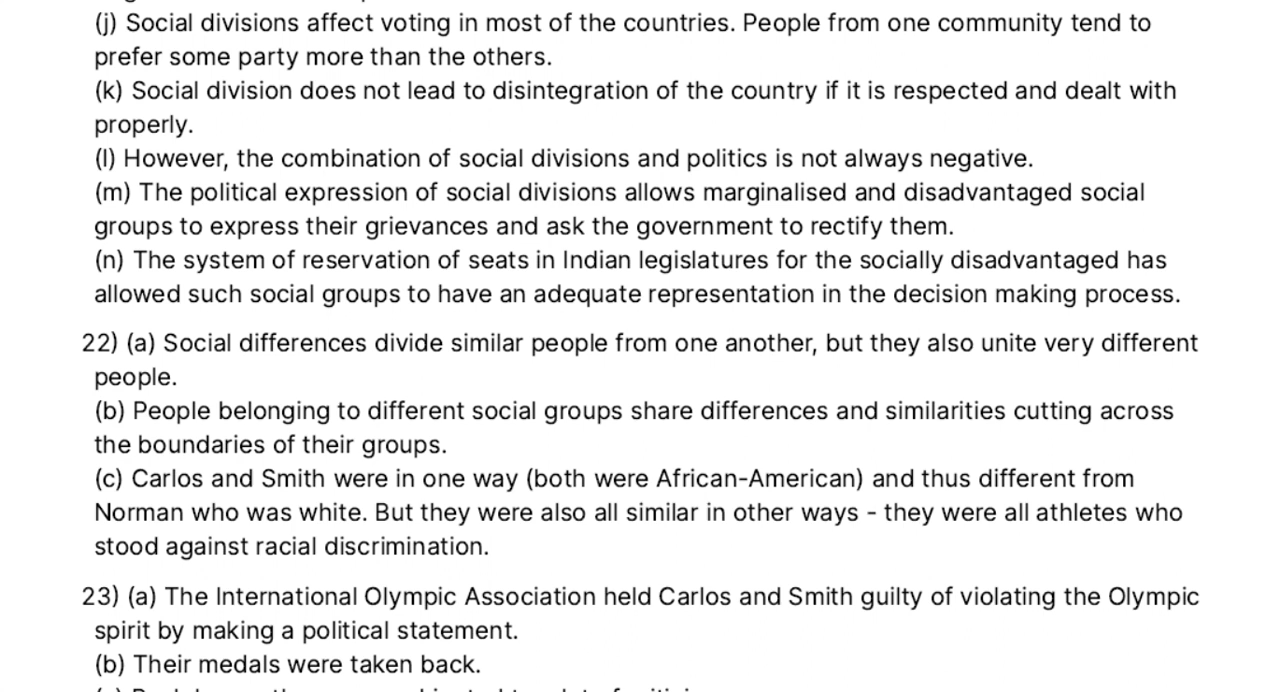 (j) Social divisions affect voting in most of the countries. People from one community tend to
prefer some party more than the others.
(k) Social division does not lead to disintegration of the country if it is respected and dealt with
properly.
(l) However, the combination of social divisions and politics is not always negative.
(m) The political expression of social divisions allows marginalised and disadvantaged social
groups to express their grievances and ask the government to rectify them.
(n) The system of reservation of seats in Indian legislatures for the socially disadvantaged has
allowed such social groups to have an adequate representation in the decision making process.
22) (a) Social differences divide similar people from one another, but they also unite very different
people.
(b) People belonging to different social groups share differences and similarities cutting across
the boundaries of their groups.
(c) Carlos and Smith were in one way (both were African-American) and thus different from
Norman who was white. But they were also all similar in other ways - they were all athletes who
stood against racial discrimination.
23) (a) The International Olympic Association held Carlos and Smith guilty of violating the Olympic
spirit by making a political statement.
(b) Their medals were taken back.